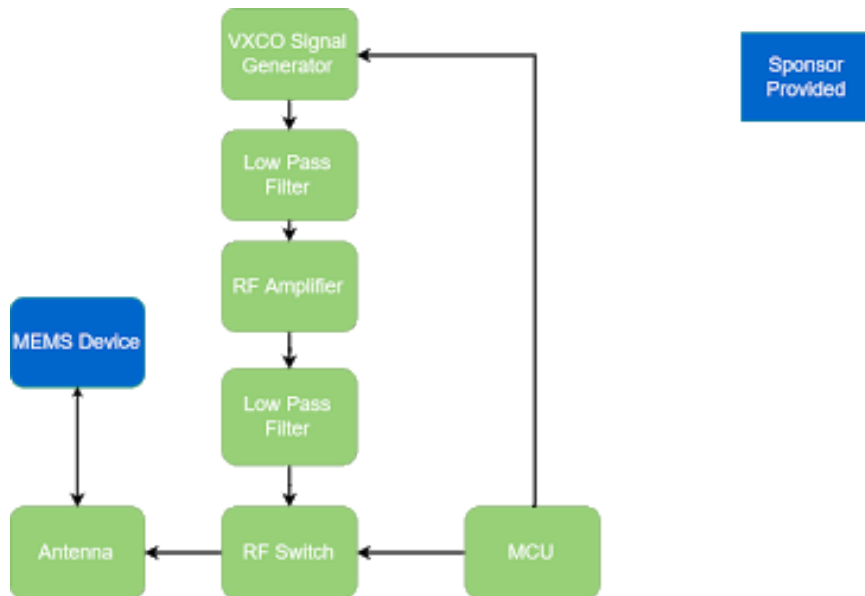 VXCO Signal
Generator
Sponsor
Provided
Low Pass
Filter
RF Amplifier
MEMS Device
Low Pass
Filter
Antenna
RF Switch
MCU